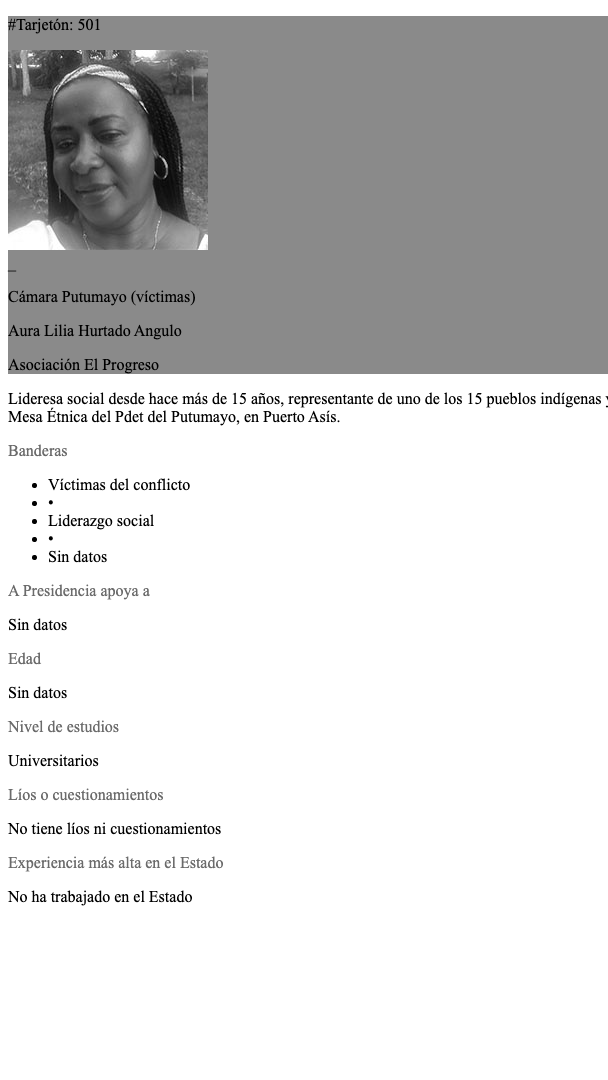 #Tarjetón: 501
_
Cámara Putumayo (víctimas)
Aura Lilia Hurtado Angulo
Asociación El Progreso
Lideresa social desde hace más de 15 años, representante de uno de los 15 pueblos indígenas y
Mesa Étnica del Pdet del Putumayo, en Puerto Asís.
Banderas
• Víctimas del conflicto
• •
• Liderazgo social
• •
• Sin datos
A Presidencia apoya a
Sin datos
Edad
Sin datos
Nivel de estudios
Universitarios
Líos o cuestionamientos
No tiene líos ni cuestionamientos
Experiencia más alta en el Estado
No ha trabajado en el Estado